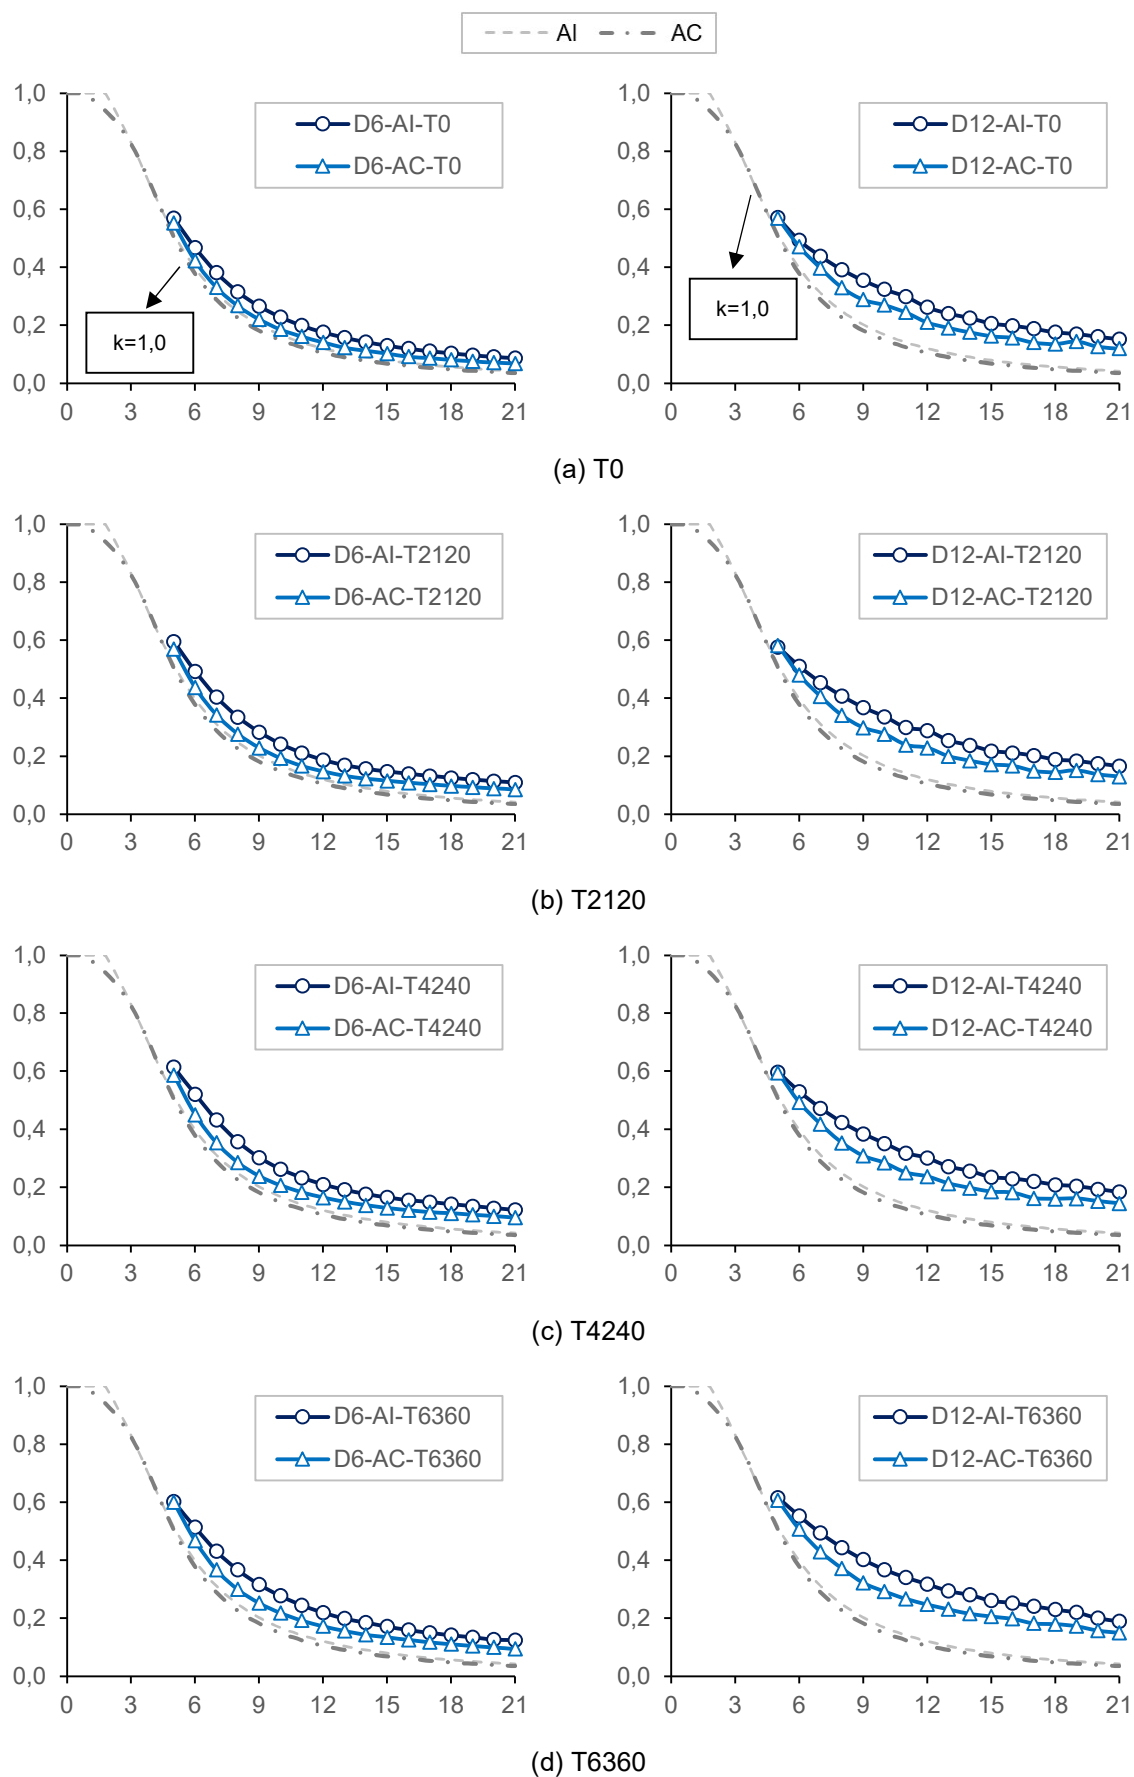 AI AC
1,0
0,8
0,6
0,4
0,2
0,0
0 3 6 9 12 15 18 21
D6-AI-T0
D6-AC-T0
k=1,0
1,0
0,8
0,6
0,4
0,2
0,0
0 3 6 9 12 15 18 21
D12-AI-T0
D12-AC-T0
k=1,0
(a) T0
1,0
0,8
0,6
0,4
0,2
0,0
0 3 6 9 12 15 18 21
D6-AI-T2120
D6-AC-T2120
1,0
0,8
0,6
0,4
0,2
0,0
0 3 6 9 12 15 18 21
D12-AI-T2120
D12-AC-T2120
(b) T2120
1,0
0,8
0,6
0,4
0,2
0,0
0 3 6 9 12 15 18 21
D6-AI-T4240
D6-AC-T4240
1,0
0,8
0,6
0,4
0,2
0,0
0 3 6 9 12 15 18 21
D12-AI-T4240
D12-AC-T4240
(c) T4240
1,0
0,8
0,6
0,4
0,2
0,0
0 3 6 9 12 15 18 21
D6-AI-T6360
D6-AC-T6360
1,0
0,8
0,6
0,4
0,2
0,0
0 3 6 9 12 15 18 21
D12-AI-T6360
D12-AC-T6360
(d) T6360